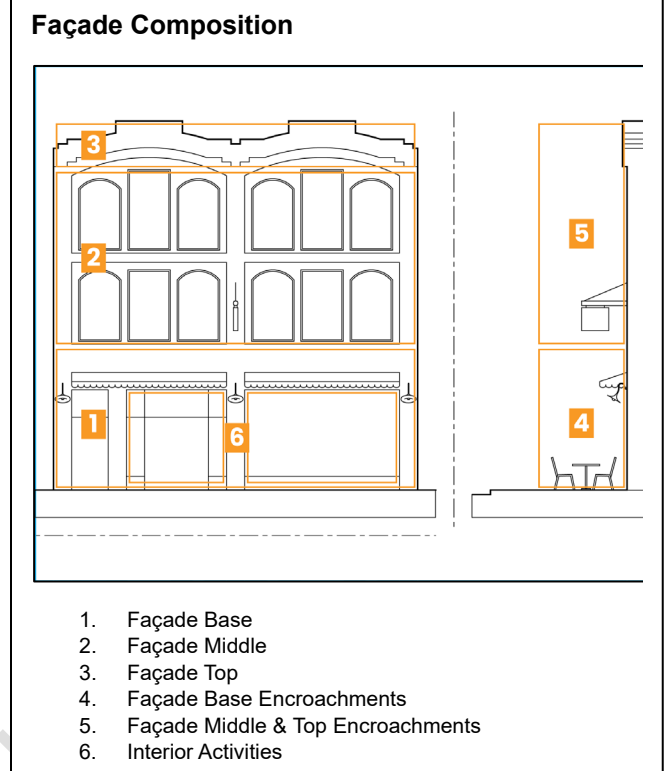 Façade Composition
3
5
2
1
6
4
1. Façade Base
2. Façade Middle
3. Façade Top
4. Façade Base Encroachments
5. Façade Middle & Top Encroachments
6. Interior Activities